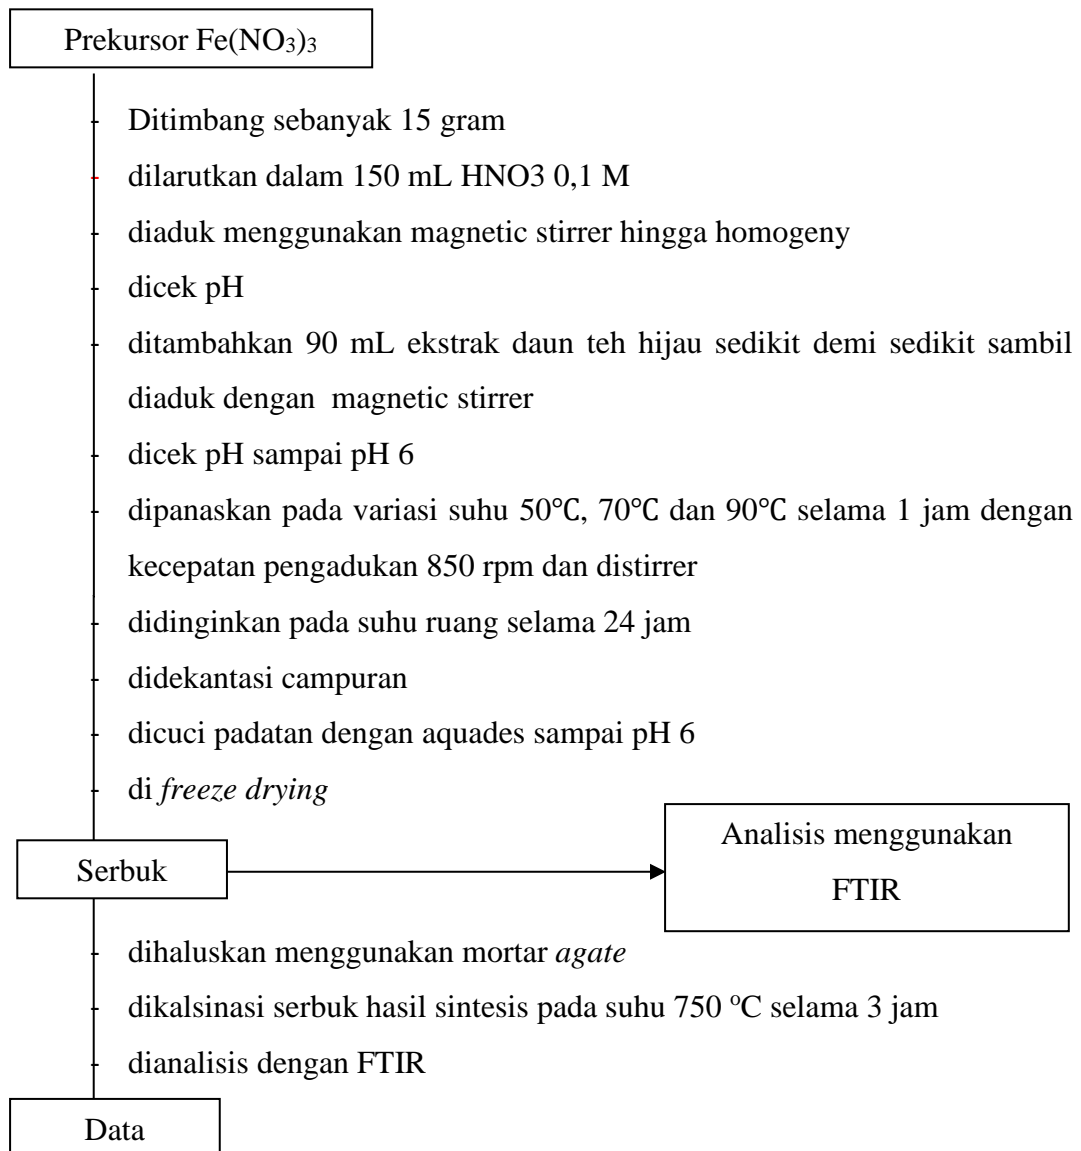 Prekursor Fe(NO₃)₃
- Ditimbang sebanyak 15 gram
- dilarutkan dalam 150 mL HNO3 0,1 M
- diaduk menggunakan magnetic stirrer hingga homogeny
- dicek pH
- ditambahkan 90 mL ekstrak daun teh hijau sedikit demi sedikit sambil
diaduk dengan magnetic stirrer
- dicek pH sampai pH 6
- dipanaskan pada variasi suhu 50℃, 70℃ dan 90℃ selama 1 jam dengan
kecepatan pengadukan 850 rpm dan distirrer
- didinginkan pada suhu ruang selama 24 jam
- didekantasi campuran
- dicuci padatan dengan aquades sampai pH 6
- di freeze drying
Serbuk
Analisis menggunakan
FTIR
- dihaluskan menggunakan mortar agate
- dikalsinasi serbuk hasil sintesis pada suhu 750 ᵒC selama 3 jam
- dianalisis dengan FTIR
Data